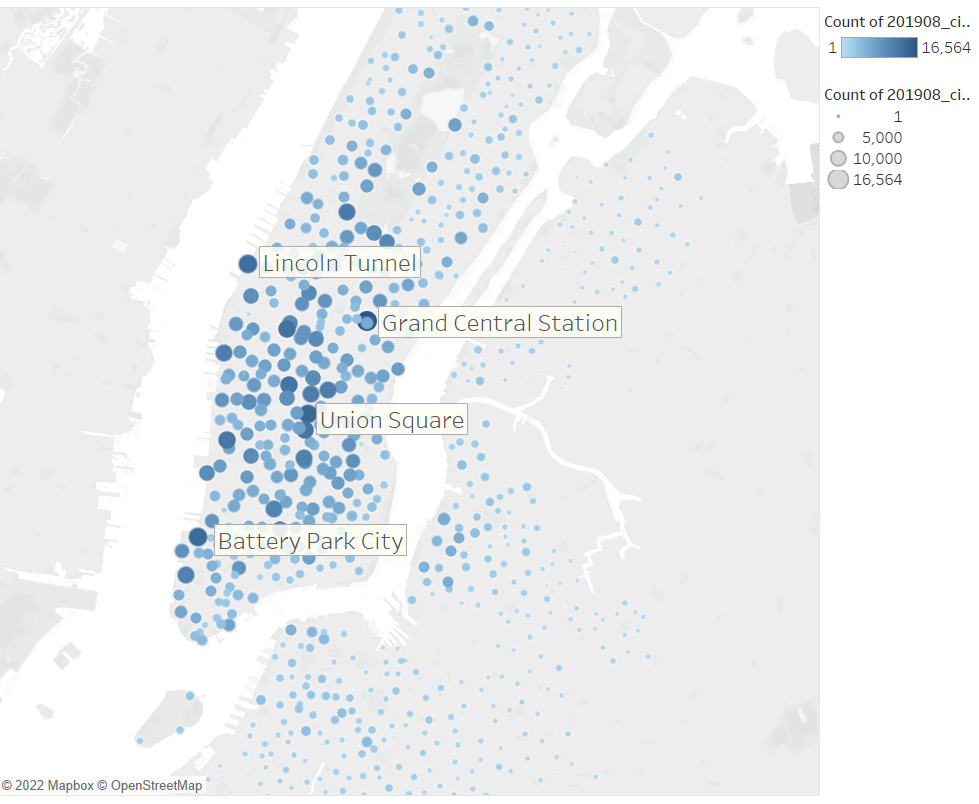 Count of 201908_ci..
1 16,564
Count of 201908_ci..
1
5,000
10,000
16,564
Lincoln Tunnel
Grand Central Station
Union Square
Battery Park City
© 2022 Mapbox © OpenStreetMap